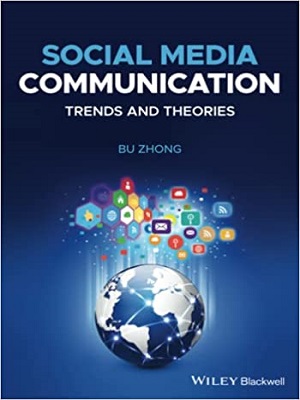 SOCIAL MEDIA
COMMUNICATION
TRENDS AND THEORIES
BU ZHONG
WILEY Blackwell